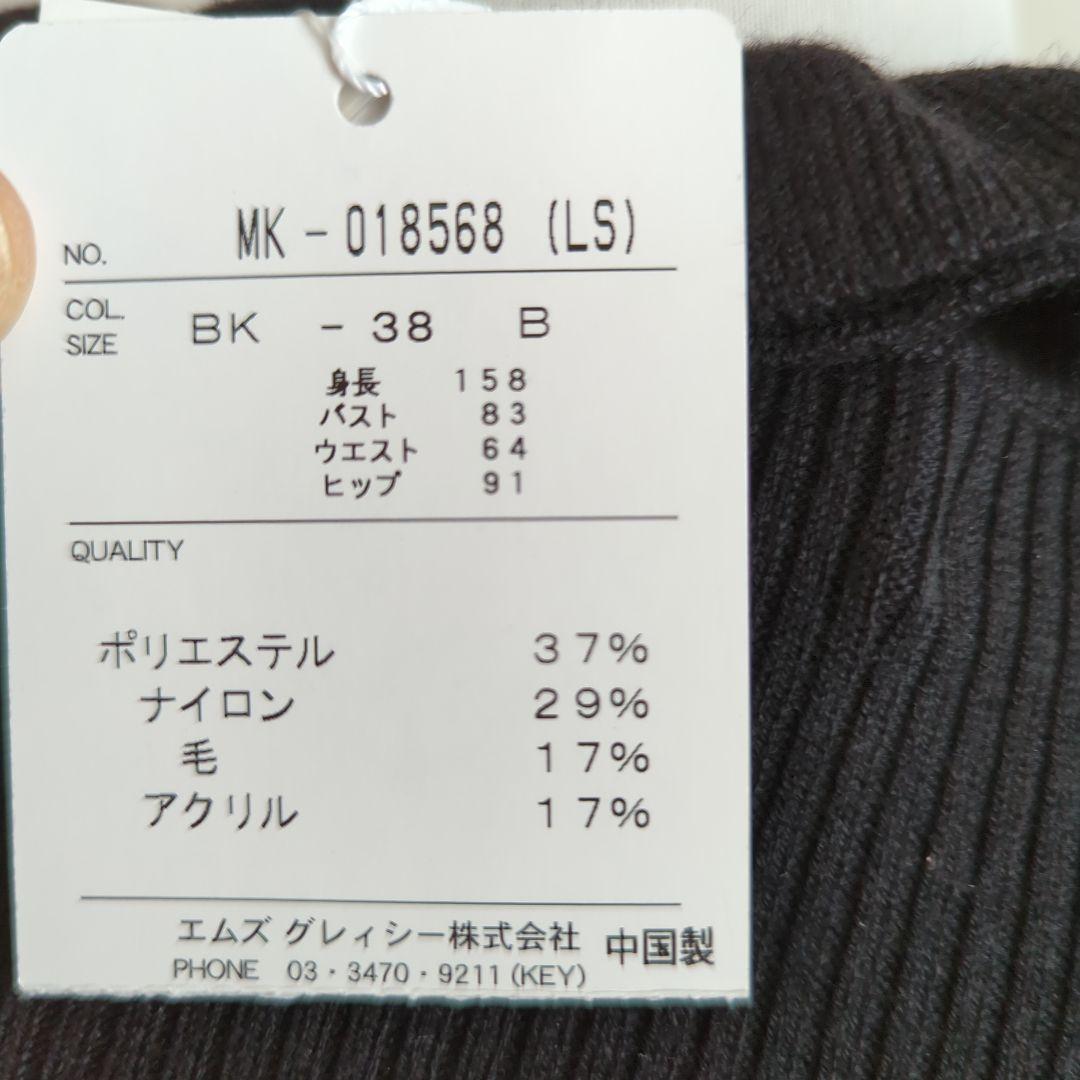 NO. MK-018568 (LS)
COL.
SIZE BK - 38 B
身長 158
バスト 83
ウエスト 64
ヒップ 91
QUALITY
ポリエステル 37%
ナイロン 29%
毛 17%
アクリル 17%
エムズ グレィシー株式会社 中国製
PHONE 03・3470・9211(KEY)